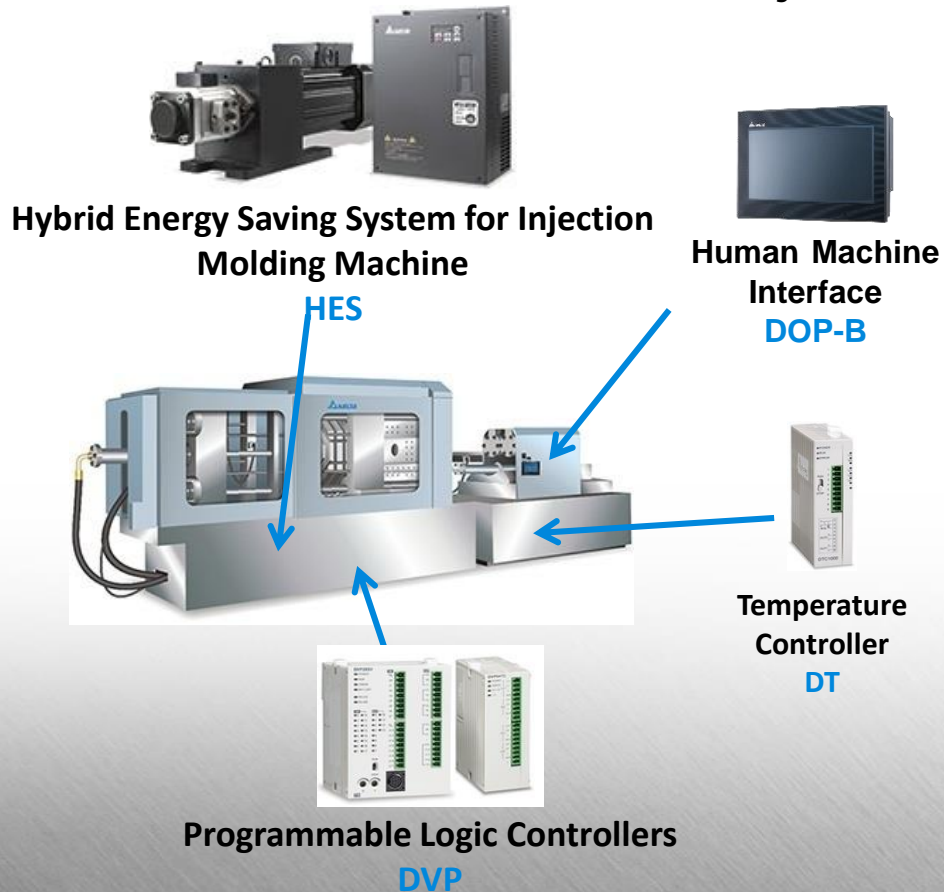 Hybrid Energy Saving System for Injection
Molding Machine
HES
Human Machine
Interface
DOP-B
Temperature
Controller
DT
Programmable Logic Controllers
DVP